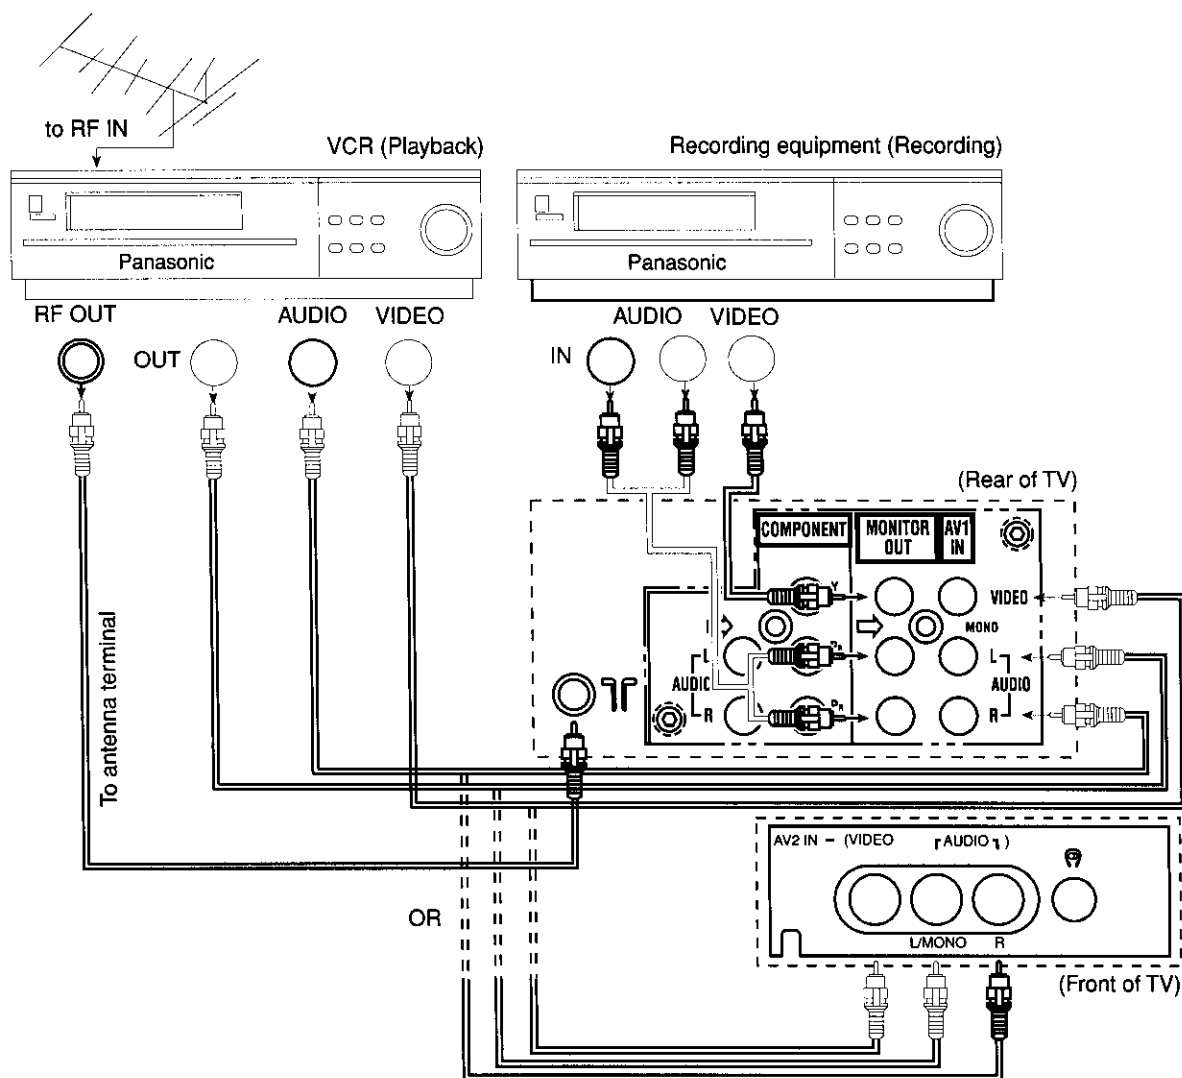 to RF IN
VCR (Playback)
Recording equipment (Recording)
Panasonic
Panasonic
RF OUT
AUDIO
VIDEO
AUDIO
VIDEO
OUT
IN
(Rear of TV)
COMPONENT
MONITOR
OUT
AV1
IN
Y
VIDEO
MONO
L
L
AUDIO
AUDIO
R
R
To antenna terminal
AV2 IN – (VIDEO
AUDIO )
OR
L/MONO
R
(Front of TV)